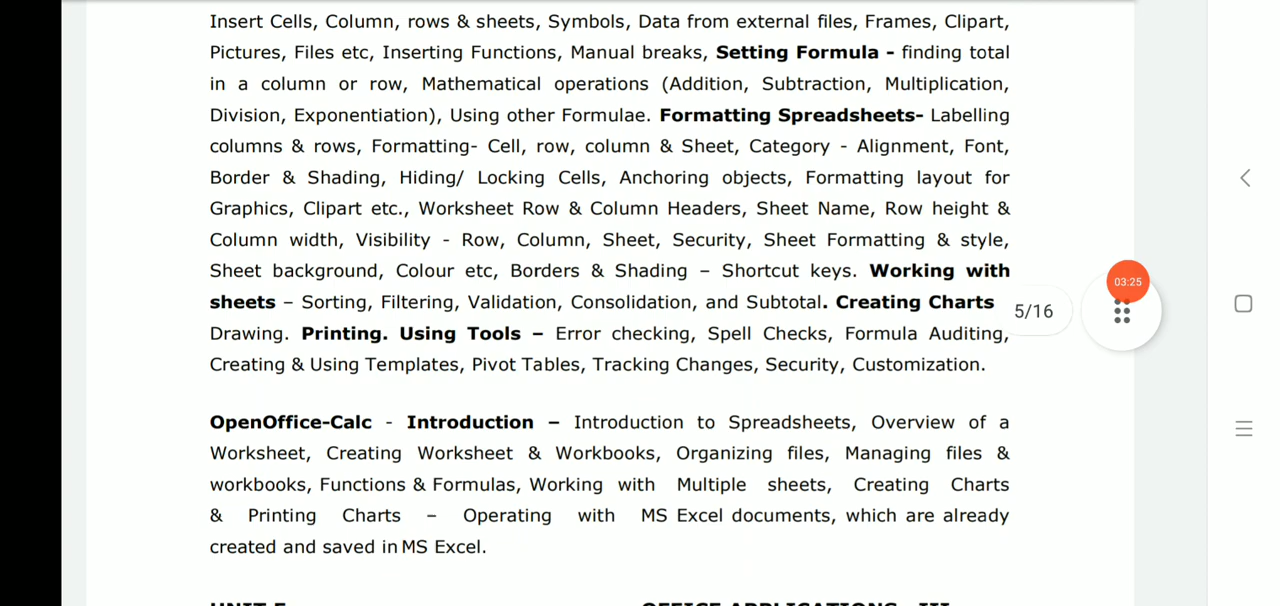 Insert Cells, Column, rows & sheets, Symbols, Data from external files, Frames, Clipart,
Pictures, Files etc, Inserting Functions, Manual breaks, Setting Formula - finding total
in a column or row, Mathematical operations (Addition, Subtraction, Multiplication,
Division, Exponentiation), Using other Formulae. Formatting Spreadsheets- Labelling
columns & rows, Formatting- Cell, row, column & Sheet, Category - Alignment, Font,
Border & Shading, Hiding/ Locking Cells, Anchoring objects, Formatting layout for
Graphics, Clipart etc., Worksheet Row & Column Headers, Sheet Name, Row height &
Column width, Visibility - Row, Column, Sheet, Security, Sheet Formatting & style,
Sheet background, Colour etc, Borders & Shading – Shortcut keys. Working with
sheets – Sorting, Filtering, Validation, Consolidation, and Subtotal. Creating Charts
Drawing. Printing. Using Tools – Error checking, Spell Checks, Formula Auditing,
Creating & Using Templates, Pivot Tables, Tracking Changes, Security, Customization.
03:25
5/16
OpenOffice-Calc - Introduction – Introduction to Spreadsheets, Overview of a
Worksheet, Creating Worksheet & Workbooks, Organizing files, Managing files &
workbooks, Functions & Formulas, Working with Multiple sheets, Creating Charts
& Printing Charts – Operating with MS Excel documents, which are already
created and saved in MS Excel.
UNIT 5 OFFICE APPLICATIONS - III